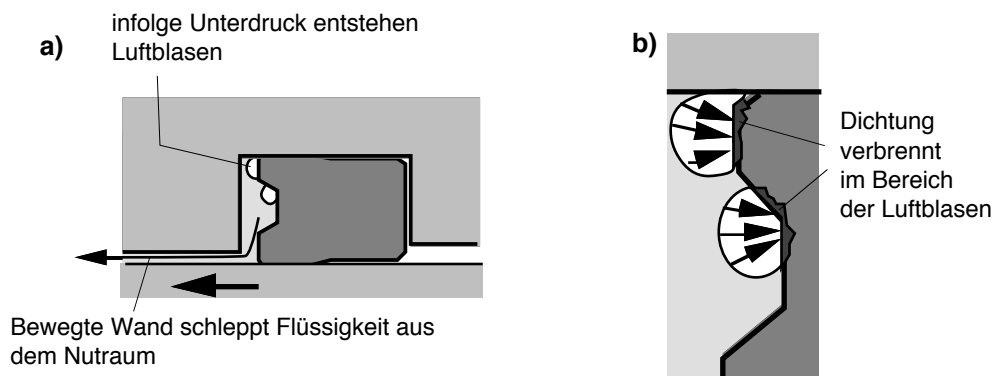 a)
infolge Unterdruck entstehen
Luftblasen
Bewegte Wand schleppt Flüssigkeit aus
dem Nutraum
b)
Dichtung
verbrennt
im Bereich
der Luftblasen